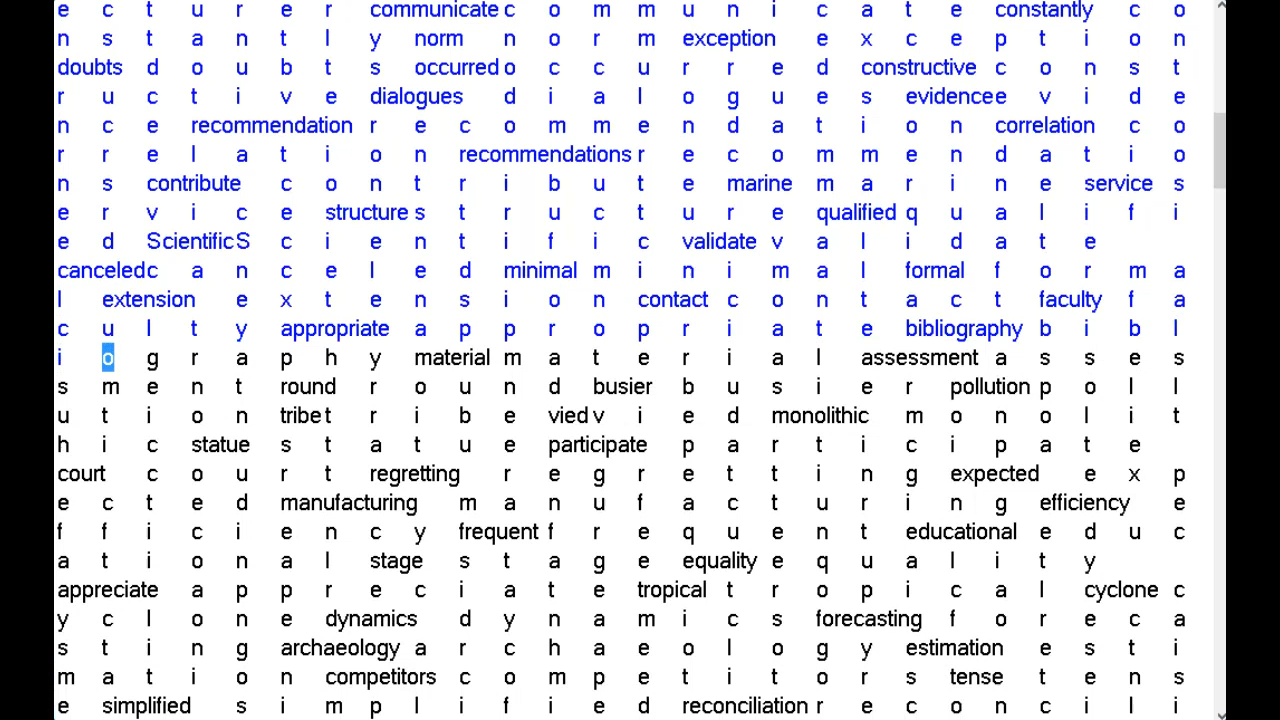 e c t u r e r communicate c o m m u n i c a t e constantly c o
n s t a n t l y norm n o r m exception e x c e p t i o n
doubts d o u b t s occurred o c c u r r e d constructive c o n s t
r u c t i v e dialogues d i a l o g u e s evidence e v i d e
n c e recommendation r e c o m m e n d a t i o n correlation c o
r r e l a t i o n recommendations r e c o m m e n d a t i o
n s contribute c o n t r i b u t e marine m a r i n e service s
e r v i c e structure s t r u c t u r e qualified q u a l i f i
e d Scientific S c i e n t i f i c validate v a l i d a t e
canceled c a n c e l e d minimal m i n i m a l formal f o r m a
l extension e x t e n s i o n contact c o n t a c t faculty f a
c u l t y appropriate a p p r o p r i a t e bibliography b i b l
i o g r a p h y material m a t e r i a l assessment a s s e s
s m e n t round r o u n d busier b u s i e r pollution p o l l
u t i o n tribe t r i b e vied v i e d monolithic m o n o l i t
h i c statue s t a t u e participate p a r t i c i p a t e
court c o u r t regretting r e g r e t t i n g expected e x p
e c t e d manufacturing m a n u f a c t u r i n g efficiency e
f f i c i e n c y frequent f r e q u e n t educational e d u c
a t i o n a l stage s t a g e equality e q u a l i t y
appreciate a p p r e c i a t e tropical t r o p i c a l cyclone c
y c l o n e dynamics d y n a m i c s forecasting f o r e c a
s t i n g archaeology a r c h a e o l o g y estimation e s t i
m a t i o n competitors c o m p e t i t o r s tense t e n s
e simplified s i m p l i f i e d reconciliation r e c o n c i l i